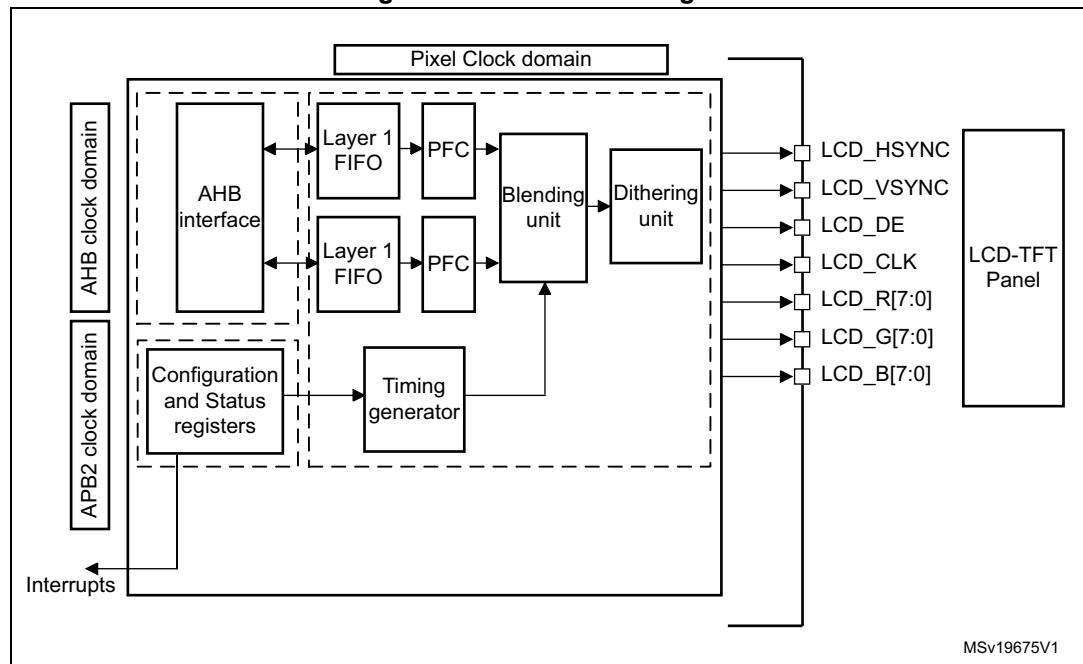 Pixel Clock domain
AHB clock domain
AHB
interface
Layer 1
FIFO
PFC
Layer 1
FIFO
PFC
Blending
unit
Dithering
unit
LCD_HSYNC
LCD_VSYNC
LCD_DE
LCD_CLK
LCD_R[7:0]
LCD_G[7:0]
LCD_B[7:0]
LCD-TFT
Panel
APB2 clock domain
Configuration
and Status
registers
Timing
generator
Interrupts
MSv19675V1